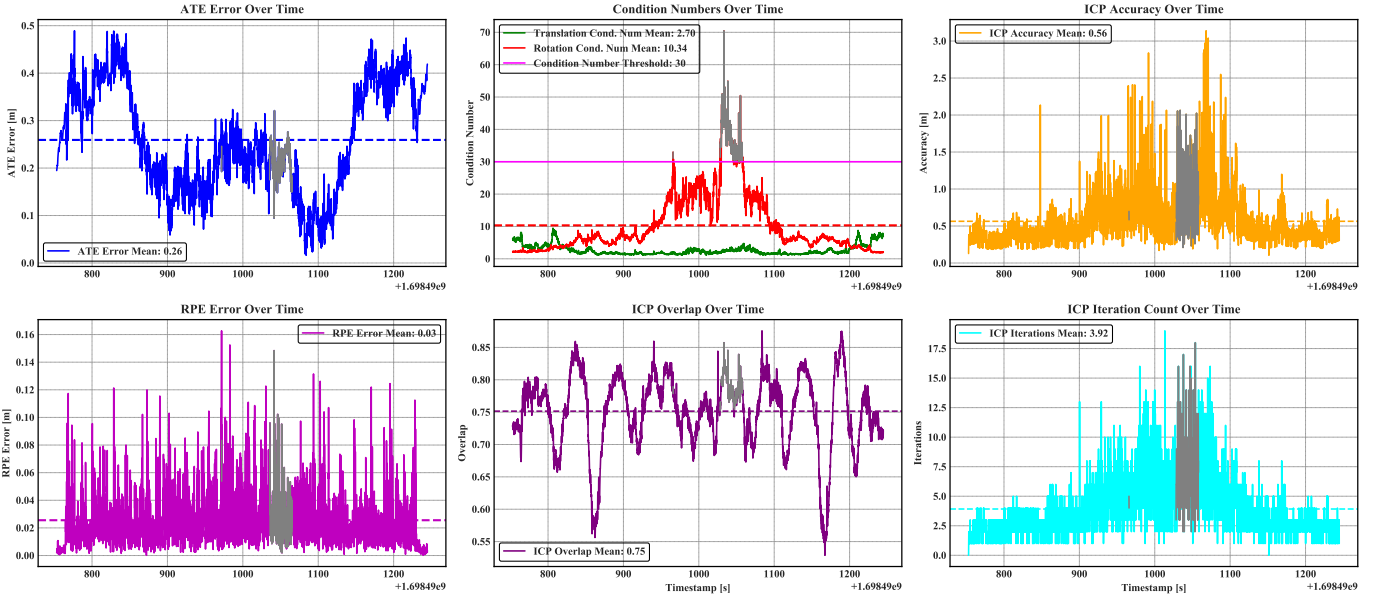 ATE Error Over Time
ATE Error [m]
0.5
0.4
0.3
0.2
0.1
0.0
ATE Error Mean: 0.26
800
900
1000
1100
1200
+1.69849e9
Condition Numbers Over Time
Condition Number
70
60
50
40
30
20
10
0
Translation Cond. Num Mean: 2.70
Rotation Cond. Num Mean: 10.34
Condition Number Threshold: 30
800
900
1000
1100
1200
+1.69849e9
ICP Accuracy Over Time
Accuracy [m]
3.0
2.5
2.0
1.5
1.0
0.5
0.0
ICP Accuracy Mean: 0.56
800
900
1000
1100
1200
+1.69849e9
RPE Error Over Time
RPE Error [m]
0.16
0.14
0.12
0.10
0.08
0.06
0.04
0.02
0.00
RPE Error Mean: 0.03
800
900
1000
1100
1200
+1.69849e9
ICP Overlap Over Time
Overlap
0.85
0.80
0.75
0.70
0.65
0.60
0.55
ICP Overlap Mean: 0.75
800
900
1000
1100
1200
+1.69849e9
Timestamp [s]
ICP Iteration Count Over Time
Iterations
17.5
15.0
12.5
10.0
7.5
5.0
2.5
0.0
ICP Iterations Mean: 3.92
800
900
1000
1100
1200
+1.69849e9
Timestamp [s]